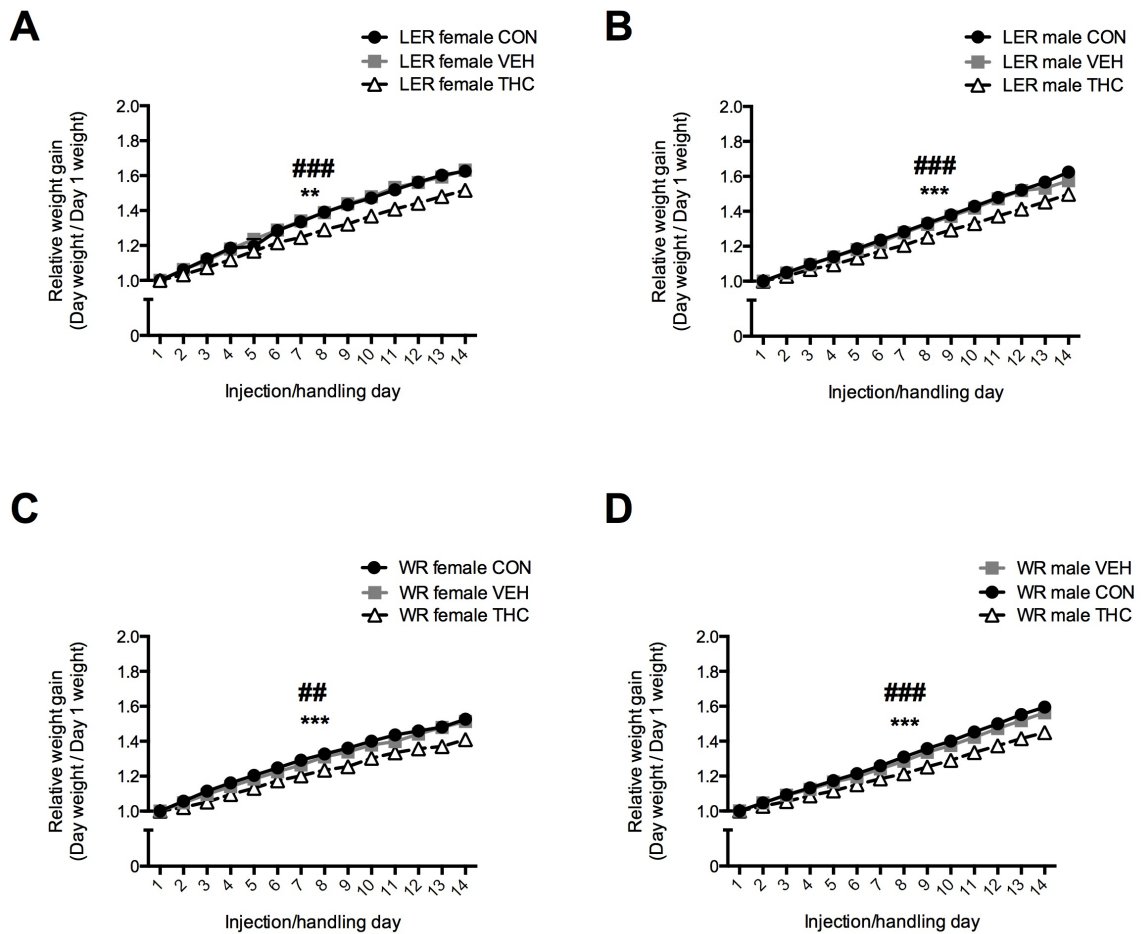 A
LER female CON
LER female VEH
LER female THC
Relative weight gain
(Day weight / Day 1 weight)
2.0
1.8
1.6
1.4
1.2
1.0
0
###
**
1 2 3 4 5 6 7 8 9 10 11 12 13 14
Injection/handling day
B
LER male CON
LER male VEH
LER male THC
Relative weight gain
(Day weight / Day 1 weight)
2.0
1.8
1.6
1.4
1.2
1.0
0
###
***
1 2 3 4 5 6 7 8 9 10 11 12 13 14
Injection/handling day
C
WR female CON
WR female VEH
WR female THC
Relative weight gain
(Day weight / Day 1 weight)
2.0
1.8
1.6
1.4
1.2
1.0
0
##
***
1 2 3 4 5 6 7 8 9 10 11 12 13 14
Injection/handling day
D
WR male VEH
WR male CON
WR male THC
Relative weight gain
(Day weight / Day 1 weight)
2.0
1.8
1.6
1.4
1.2
1.0
0
###
***
1 2 3 4 5 6 7 8 9 10 11 12 13 14
Injection/handling day